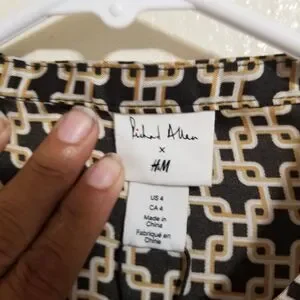 Richard Allan
x
H&M
US 4
CA 4
Made in
China
Fabriqué en
Chine